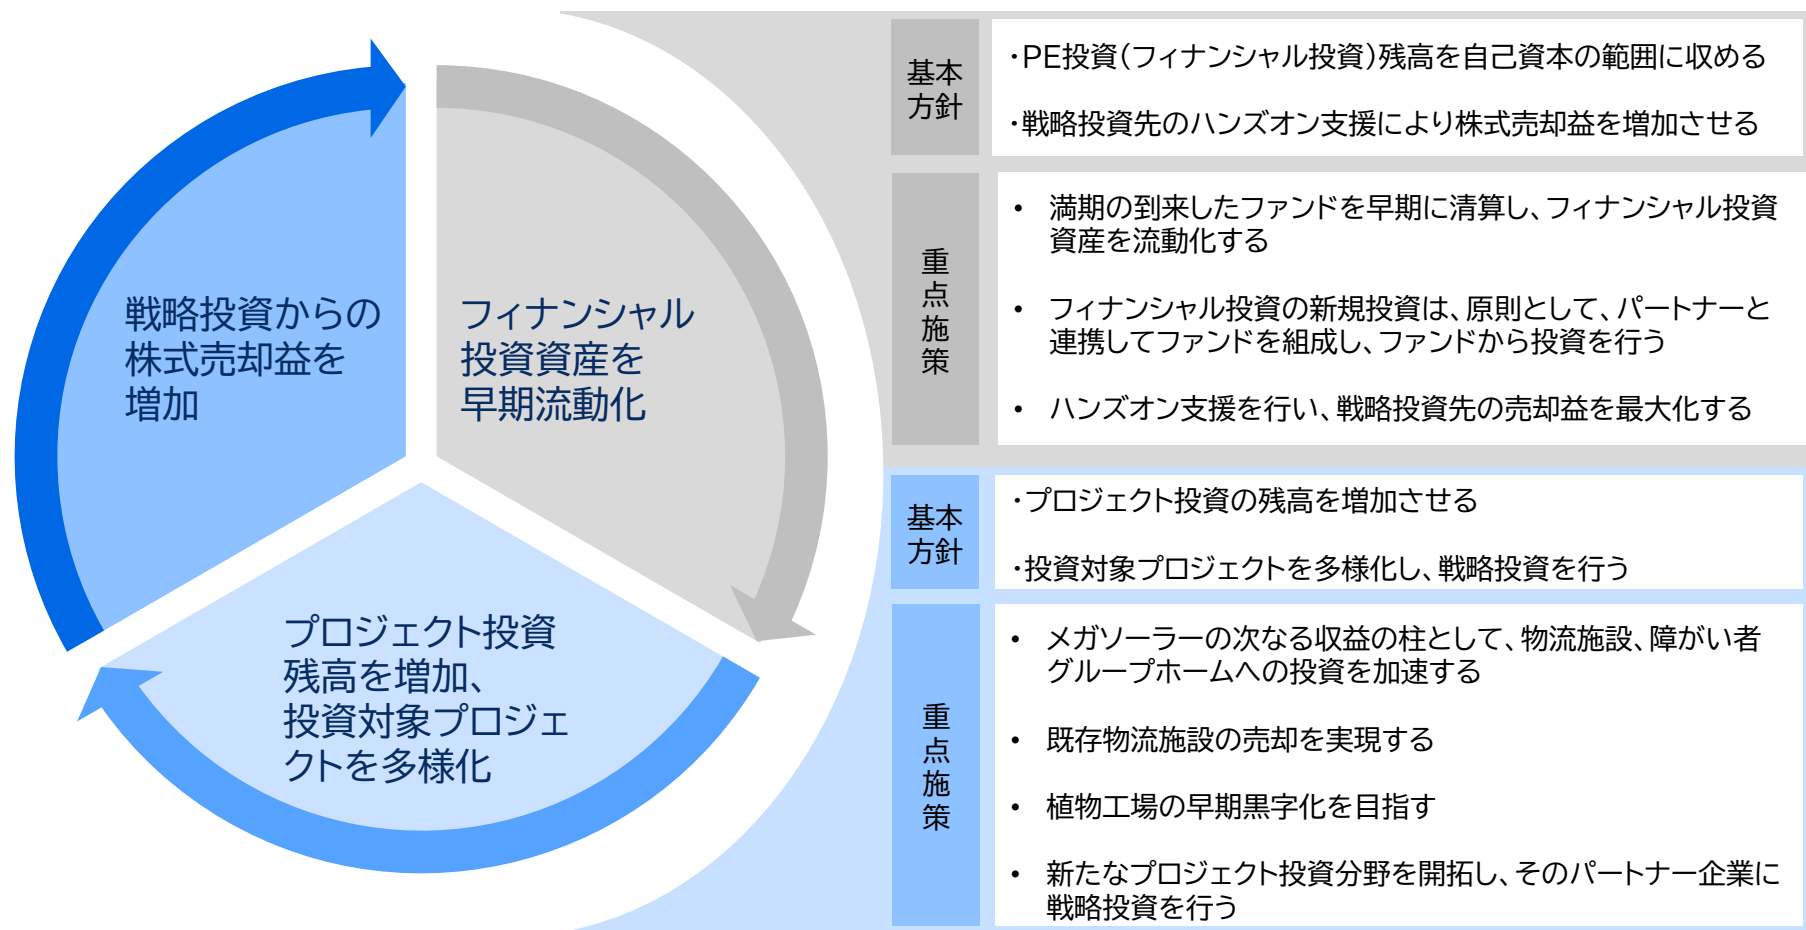 戦略投資からの
株式売却益を
増加
フィナンシャル
投資資産を
早期流動化
プロジェクト投資
残高を増加、
投資対象プロジェ
クトを多様化
基本
方針
・PE投資(フィナンシャル投資)残高を自己資本の範囲に収める
・戦略投資先のハンズオン支援により株式売却益を増加させる
重
点
施
策
• 満期の到来したファンドを早期に清算し、フィナンシャル投資
資産を流動化する
• フィナンシャル投資の新規投資は、原則として、パートナーと
連携してファンドを組成し、ファンドから投資を行う
• ハンズオン支援を行い、戦略投資先の売却益を最大化する
基本
方針
・プロジェクト投資の残高を増加させる
・投資対象プロジェクトを多様化し、戦略投資を行う
重
点
施
策
• メガソーラーの次なる収益の柱として、物流施設、障がい者
グループホームへの投資を加速する
• 既存物流施設の売却を実現する
• 植物工場の早期黒字化を目指す
• 新たなプロジェクト投資分野を開拓し、そのパートナー企業に
戦略投資を行う